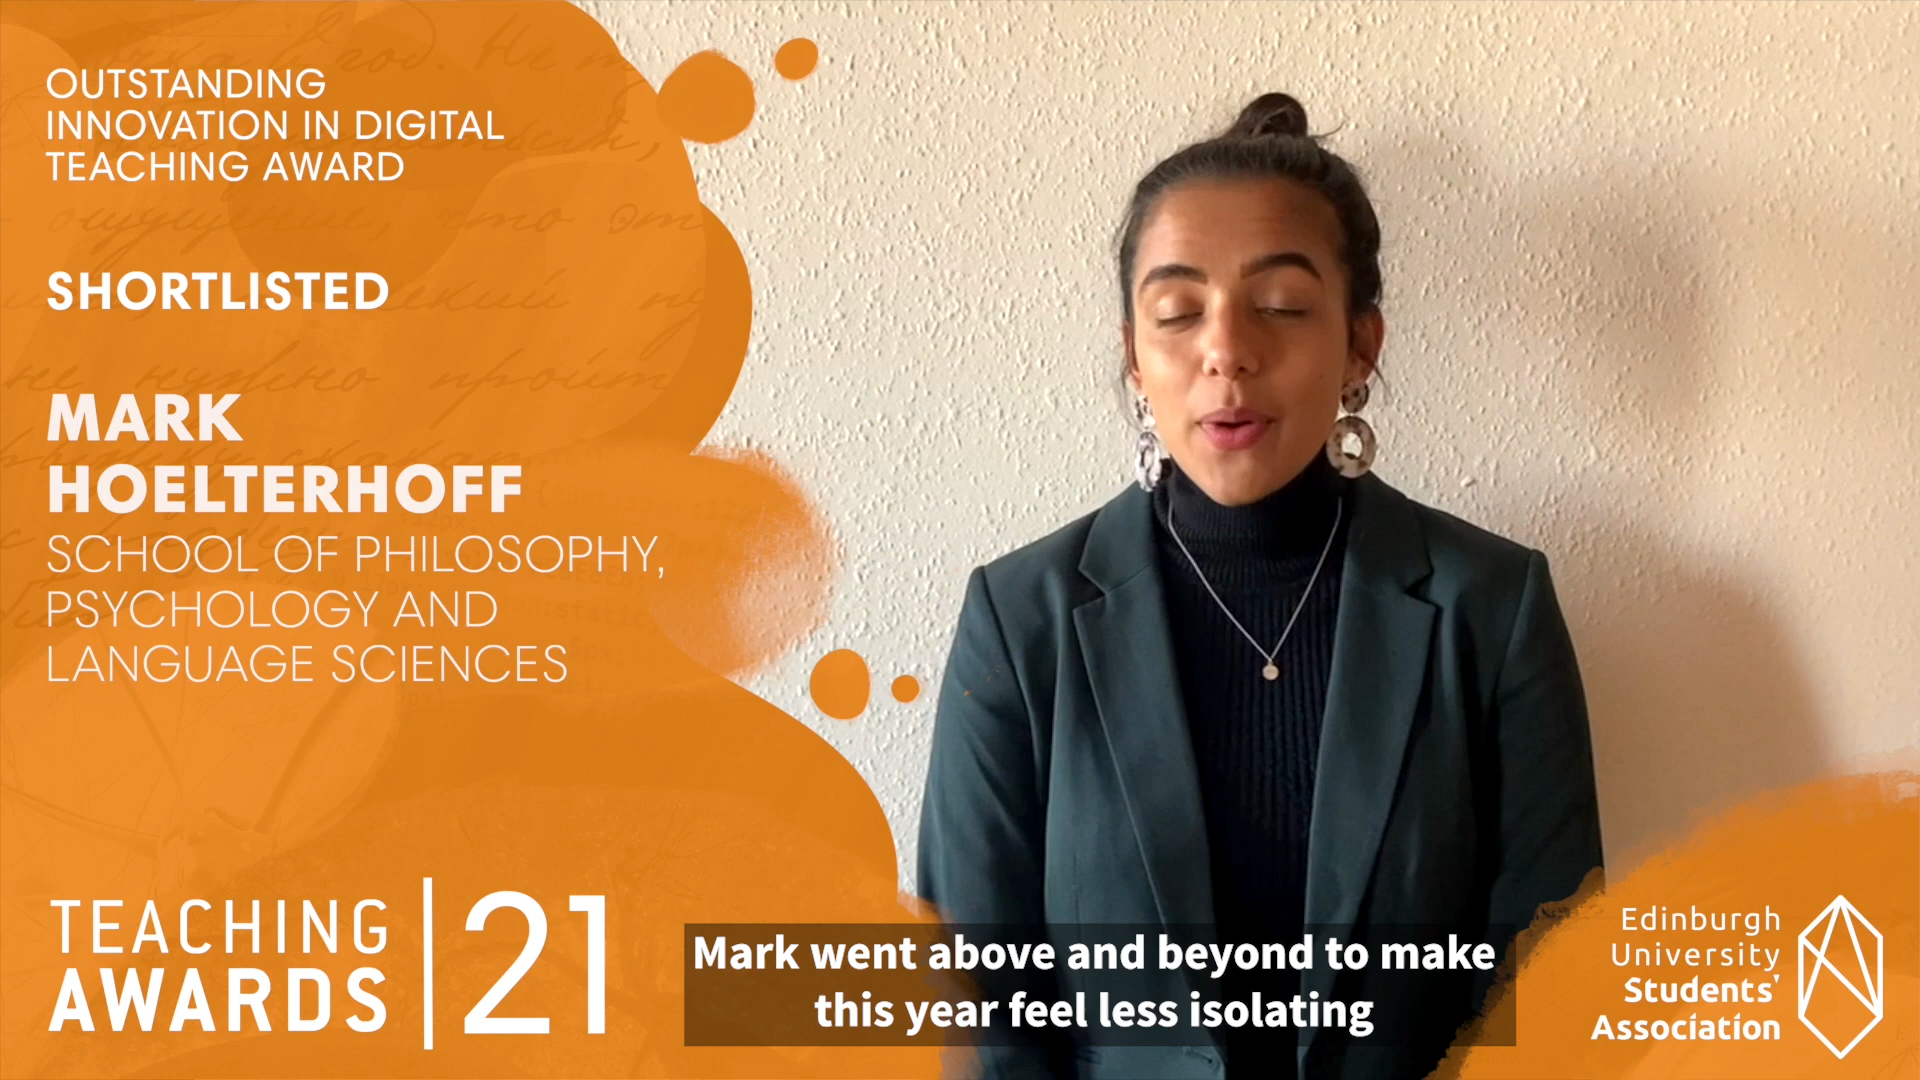 OUTSTANDING
INNOVATION IN DIGITAL
TEACHING AWARD
SHORTLISTED
MARK
HOELTERHOFF
SCHOOL OF PHILOSOPHY,
PSYCHOLOGY AND
LANGUAGE SCIENCES
TEACHING
AWARDS
21
Mark went above and beyond to make
this year feel less isolating
Edinburgh
University
Students'
Association